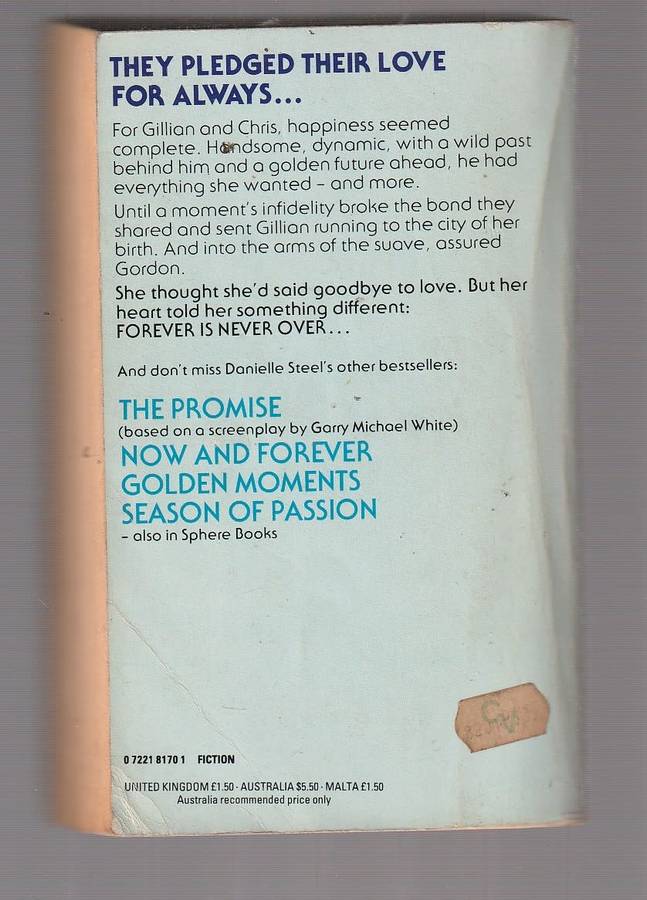 THEY PLEDGED THEIR LOVE
FOR ALWAYS...
For Gillian and Chris, happiness seemed
complete. Handsome, dynamic, with a wild past
behind him and a golden future ahead, he had
everything she wanted – and more.
Until a moment's infidelity broke the bond they
shared and sent Gillian running to the city of her
birth. And into the arms of the suave, assured
Gordon.
She thought she'd said goodbye to love. But her
heart told her something different:
FOREVER IS NEVER OVER...
And don't miss Danielle Steel's other bestsellers:
THE PROMISE
(based on a screenplay by Garry Michael White)
NOW AND FOREVER
GOLDEN MOMENTS
SEASON OF PASSION
– also in Sphere Books
0 7221 8170 1 FICTION
UNITED KINGDOM £1.50 · AUSTRALIA $5.50 · MALTA £1.50
Australia recommended price only